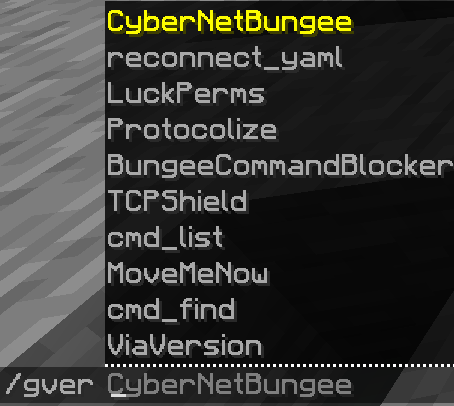 CyberNetBungee
reconnect_yaml
LuckPerms
Protocolize
BungeeCommandBlocker
TCPShield
cmd_list
MoveMeNow
cmd_find
ViaVersion
/gver CyberNetBungee